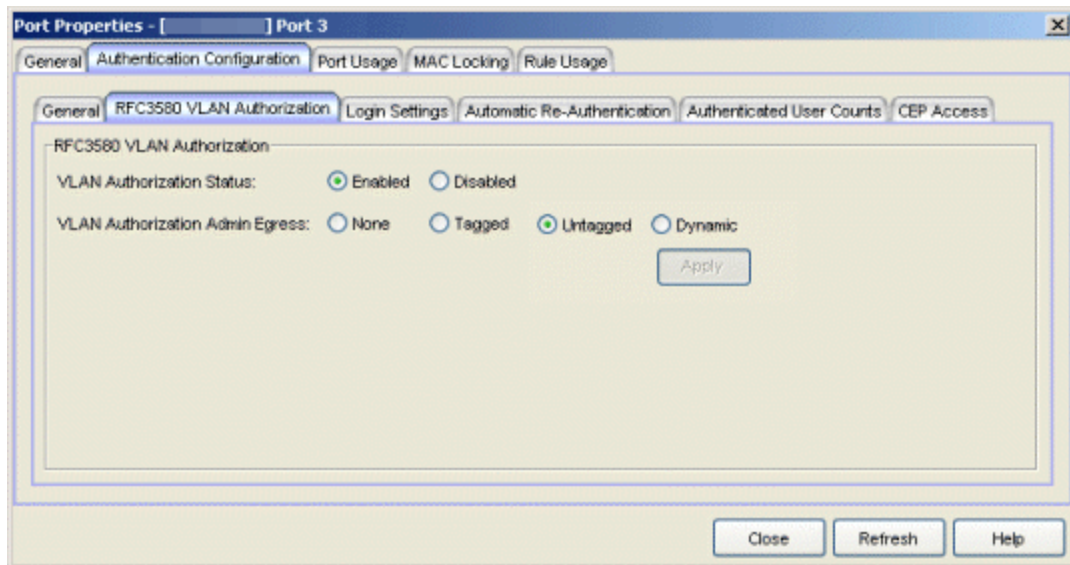 Port Properties - [ ] Port 3
General Authentication Configuration Port Usage MAC Locking Rule Usage
General RFC3580 VLAN Authorization Login Settings Automatic Re-Authentication Authenticated User Counts CEP Access
RFC3580 VLAN Authorization
VLAN Authorization Status: Enabled Disabled
VLAN Authorization Admin Egress: None Tagged Untagged Dynamic
Apply
Close Refresh Help